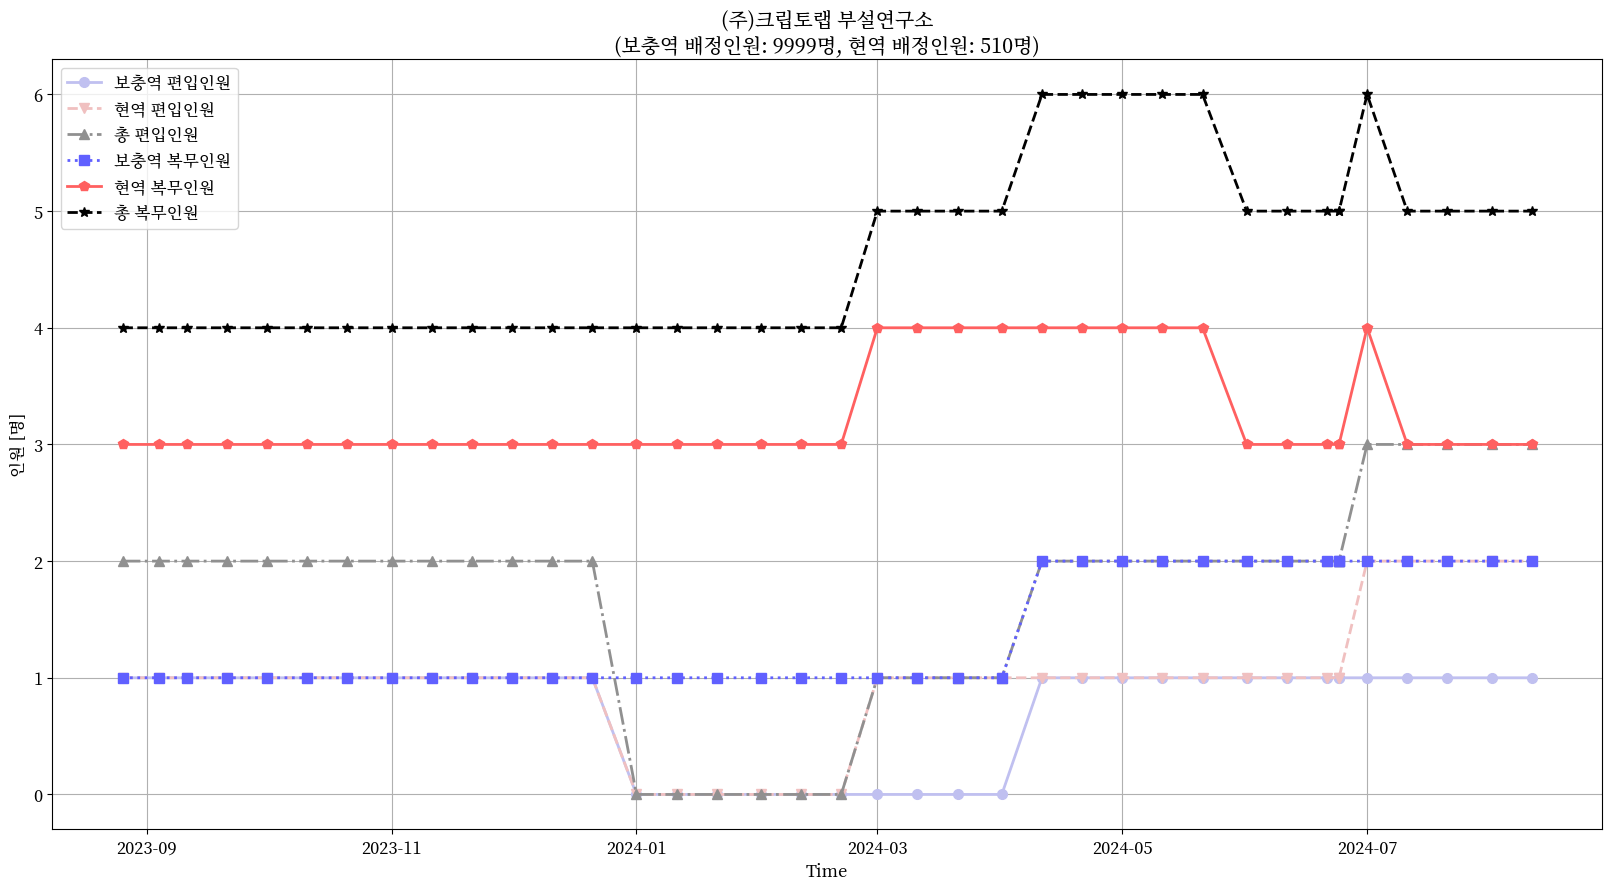 (주)크립토랩 부설연구소
(보충역 배정인원: 9999명, 현역 배정인원: 510명)
보충역 편입인원
현역 편입인원
총 편입인원
보충역 복무인원
현역 복무인원
총 복무인원
6
5
4
3
2
1
0
인원 [명]
2023-09 2023-11 2024-01 2024-03 2024-05 2024-07
Time